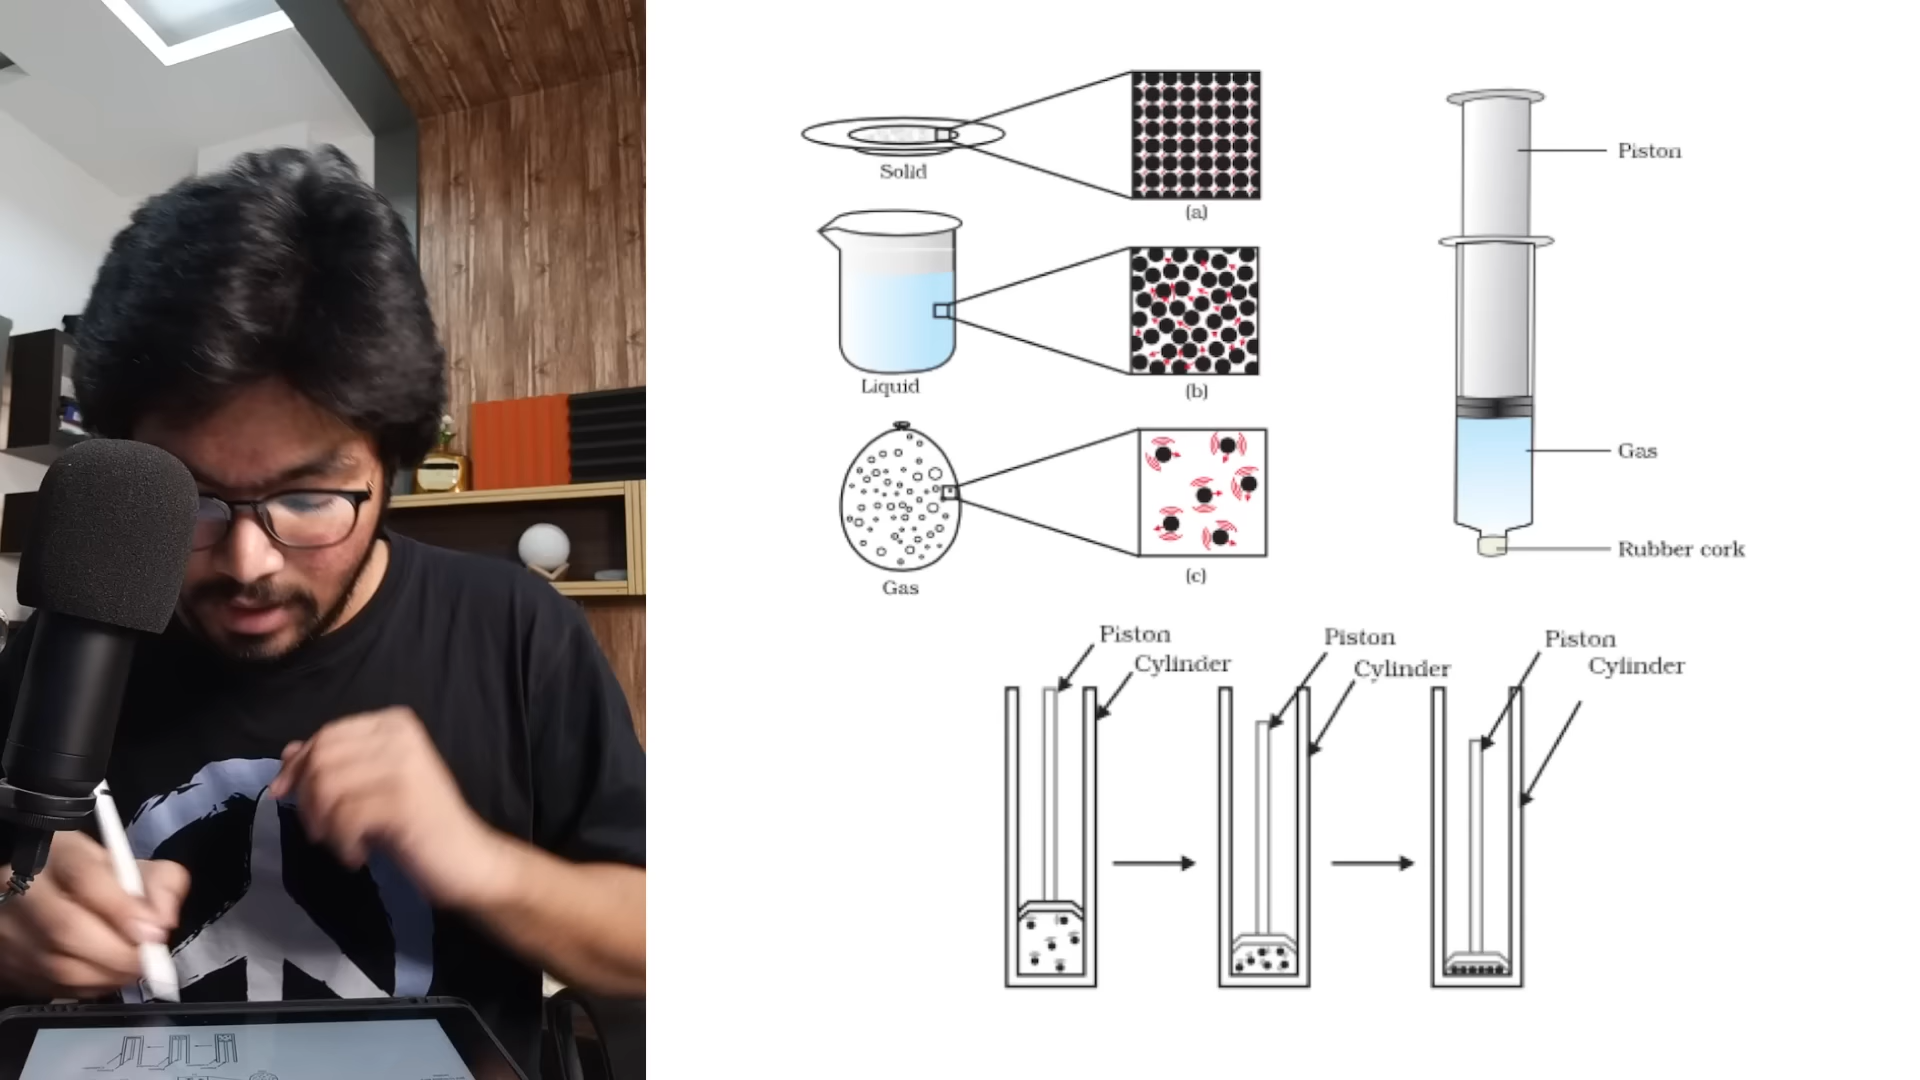 Solid
(a)
Liquid
(b)
Gas
(c)
Piston
Gas
Rubber cork
Piston
Cylinder
Piston
Cylinder
Piston
Cylinder